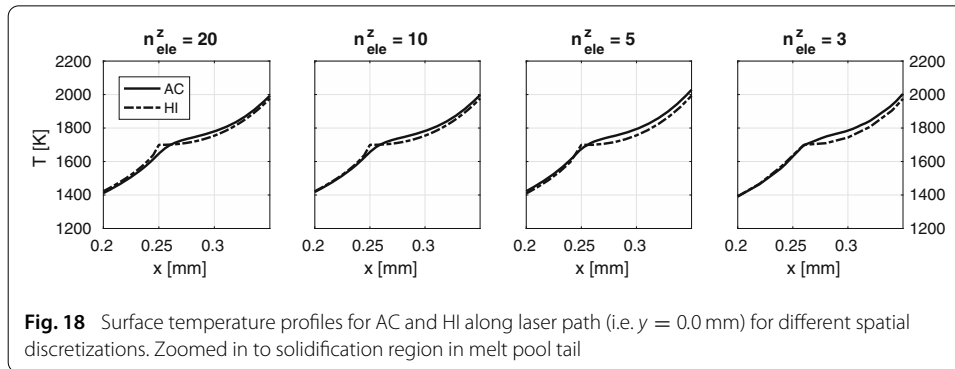 n^z_ele = 20 n^z_ele = 10 n^z_ele = 5 n^z_ele = 3
2200 2200
AC
HI
2000 2000
1800 1800
T [K]
1600 1600
1400 1400
1200 1200
0.2 0.25 0.3 0.2 0.25 0.3 0.2 0.25 0.3 0.2 0.25 0.3
x [mm] x [mm] x [mm] x [mm]
Fig. 18 Surface temperature profiles for AC and HI along laser path (i.e. y = 0.0 mm) for different spatial
discretizations. Zoomed in to solidification region in melt pool tail